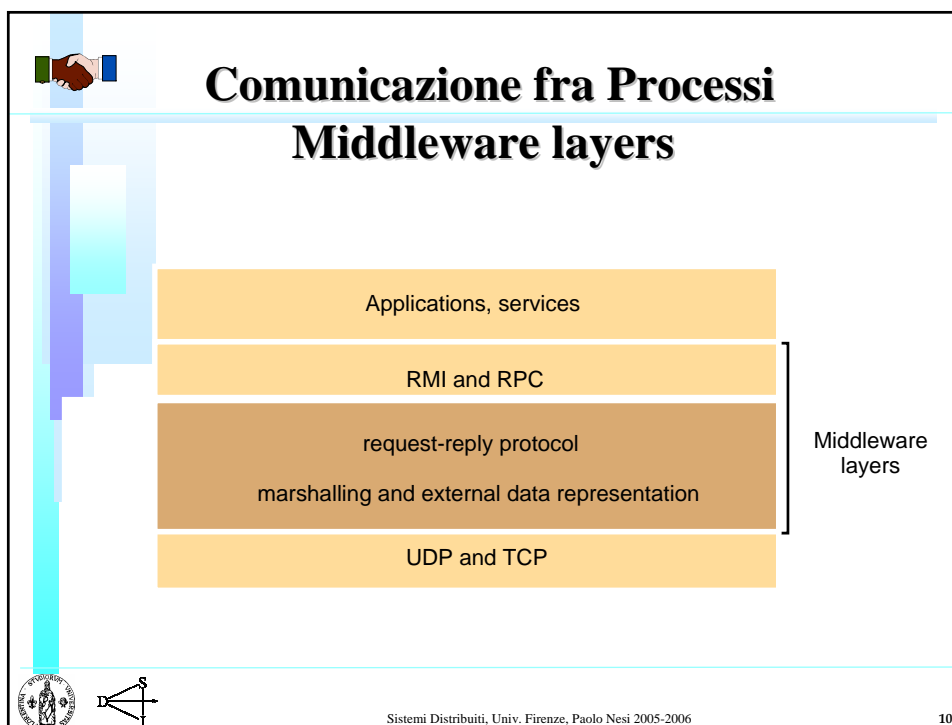 Comunicazione fra Processi
Middleware layers
Applications, services
RMI and RPC
request-reply protocol
marshalling and external data representation
Middleware
layers
UDP and TCP
D S I
Sistemi Distribuiti, Univ. Firenze, Paolo Nesi 2005-2006
10